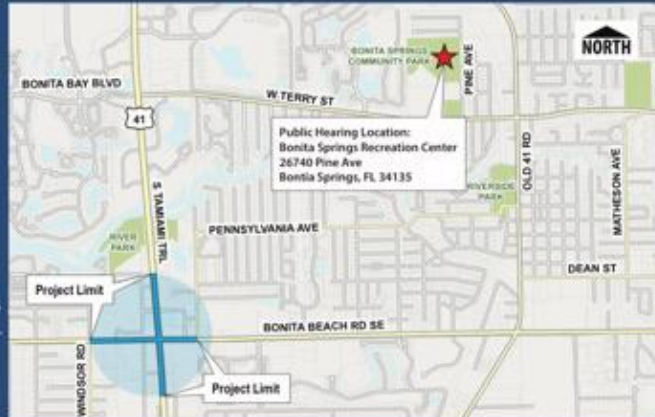 NORTH
BONITA SPRINGS
COMMUNITY PARK
PINE AVE
BONITA BAY BLVD
W TERRY ST
41
Public Hearing Location:
Bonita Springs Recreation Center
26740 Pine Ave
Bontia Springs, FL 34135
OLD 41 RD
MATHESON AVE
RIVERSIDE
PARK
S TAMIAMI TRL
RIVER
PARK
PENNSYLVANIA AVE
DEAN ST
Project Limit
BONITA BEACH RD SE
WINDSOR RD
Project Limit